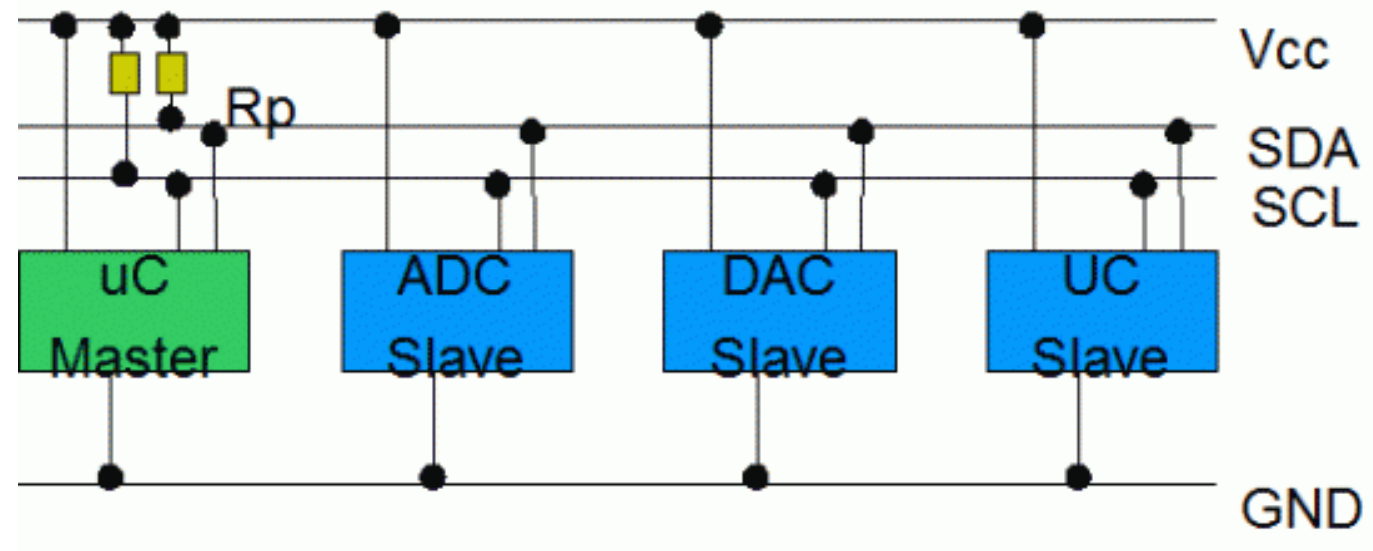 Vcc
Rp
SDA
SCL
uC
Master
ADC
Slave
DAC
Slave
UC
Slave
GND